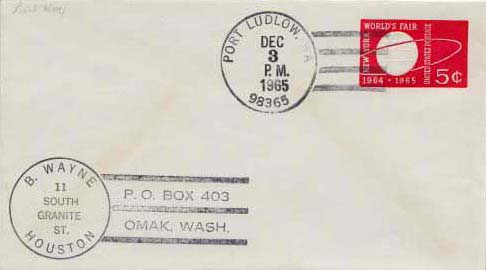 PORT LUDLOW, WA
DEC
3
P.M.
1965
98365
WORLD'S FAIR
NEW YORK
UNITED STATES POSTAGE
1964 · 1965
5¢
B. WAYNE
11
SOUTH
GRANITE
ST.
HOUSTON
P. O. BOX 403
OMAK, WASH.